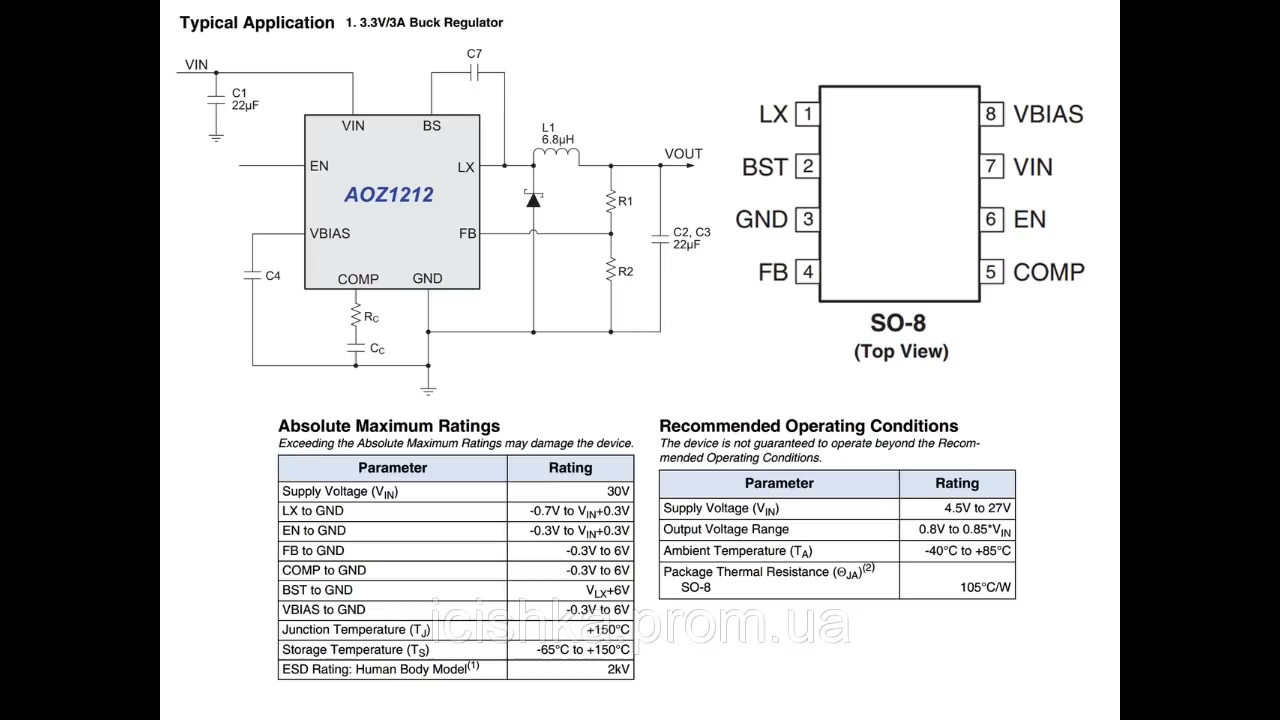 Typical Application 1. 3.3V/3A Buck Regulator
C7
VIN
C1
22µF
VIN
BS
L1
6.8µH
VOUT
EN
LX
AOZ1212
R1
VBIAS
FB
C2, C3
22µF
C4
COMP
GND
R2
RC
CC
LX 1
8 VBIAS
BST 2
7 VIN
GND 3
6 EN
FB 4
5 COMP
SO-8
(Top View)
Absolute Maximum Ratings
Exceeding the Absolute Maximum Ratings may damage the device.
Parameter Rating
Supply Voltage (VIN) 30V
LX to GND -0.7V to VIN+0.3V
EN to GND -0.3V to VIN+0.3V
FB to GND -0.3V to 6V
COMP to GND -0.3V to 6V
BST to GND VLX+6V
VBIAS to GND -0.3V to 6V
Junction Temperature (TJ) +150°C
Storage Temperature (TS) -65°C to +150°C
ESD Rating: Human Body Model(1) 2kV
Recommended Operating Conditions
The device is not guaranteed to operate beyond the Recom-
mended Operating Conditions.
Parameter Rating
Supply Voltage (VIN) 4.5V to 27V
Output Voltage Range 0.8V to 0.85*VIN
Ambient Temperature (TA) -40°C to +85°C
Package Thermal Resistance (ΘJA)(2)
SO-8 105°C/W
icishka.prom.ua